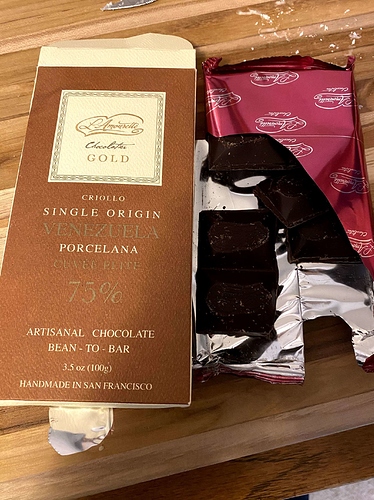 L'Amourette
Chocolates
GOLD
CRIOLLO
SINGLE ORIGIN
VENEZUELA
PORCELANA
75%
ARTISANAL CHOCOLATE
BEAN - TO - BAR
3.5 oz (100g)
HANDMADE IN SAN FRANCISCO